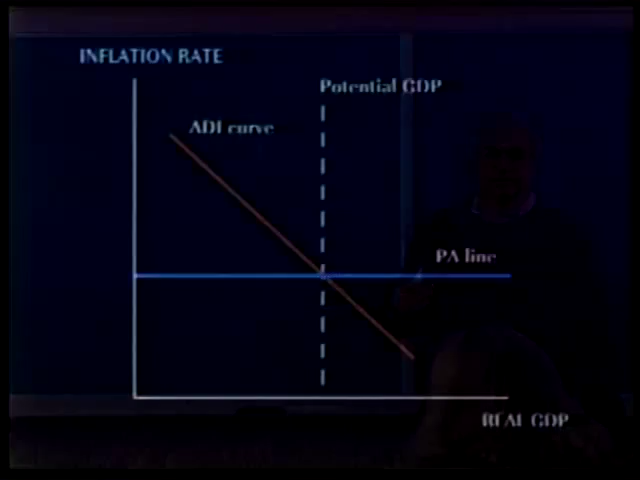 INFLATION RATE
Potential GDP
ADI curve
PA line
REAL GDP